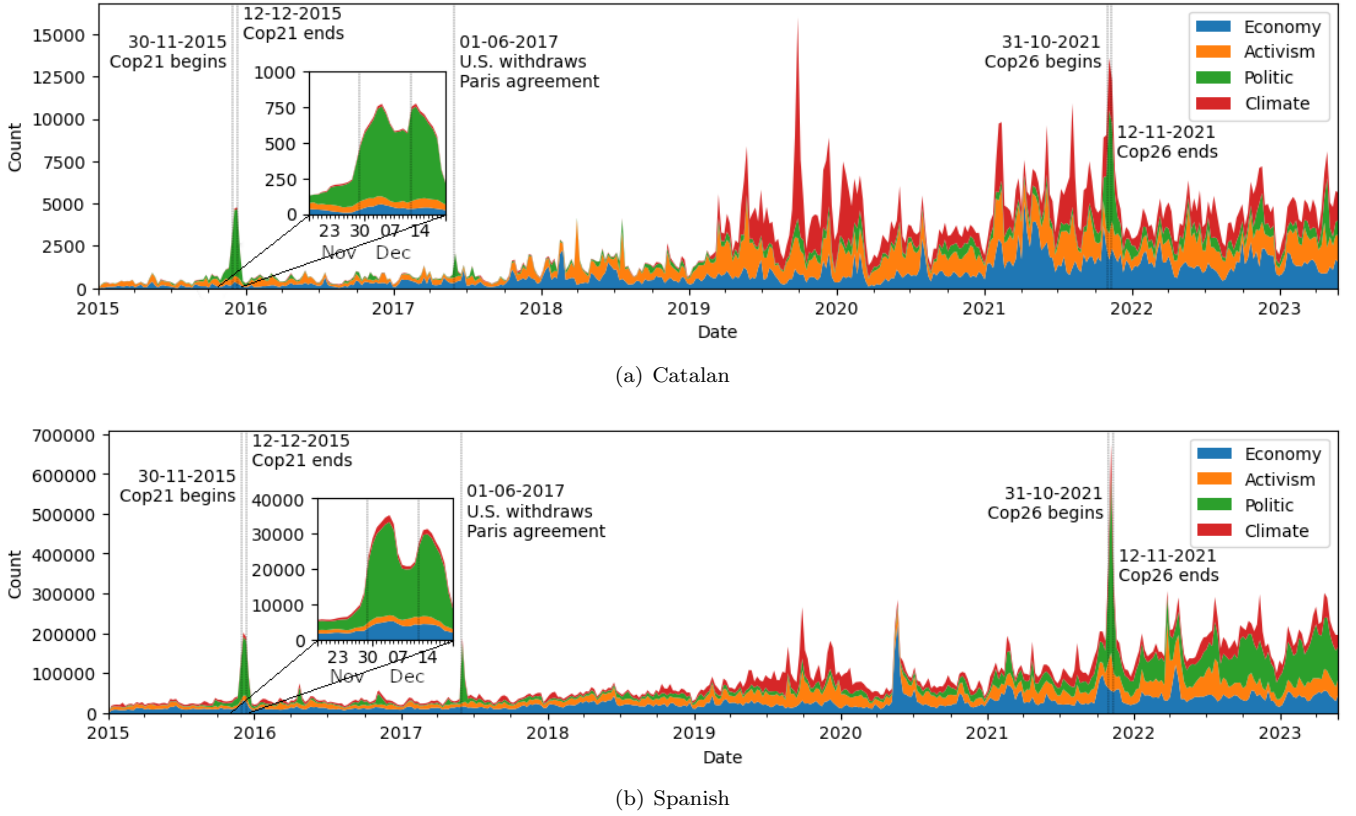 12-12-2015
Cop21 ends
30-11-2015
Cop21 begins
01-06-2017
U.S. withdraws
Paris agreement
31-10-2021
Cop26 begins
12-11-2021
Cop26 ends
Economy
Activism
Politic
Climate
15000
12500
10000
7500
5000
2500
0
Count
1000
750
500
250
0
23 30 07 14
Nov Dec
2015 2016 2017 2018 2019 2020 2021 2022 2023
Date
(a) Catalan
700000
600000
500000
400000
300000
200000
100000
0
Count
12-12-2015
Cop21 ends
30-11-2015
Cop21 begins
01-06-2017
U.S. withdraws
Paris agreement
31-10-2021
Cop26 begins
12-11-2021
Cop26 ends
Economy
Activism
Politic
Climate
40000
30000
20000
10000
0
23 30 07 14
Nov Dec
2015 2016 2017 2018 2019 2020 2021 2022 2023
Date
(b) Spanish